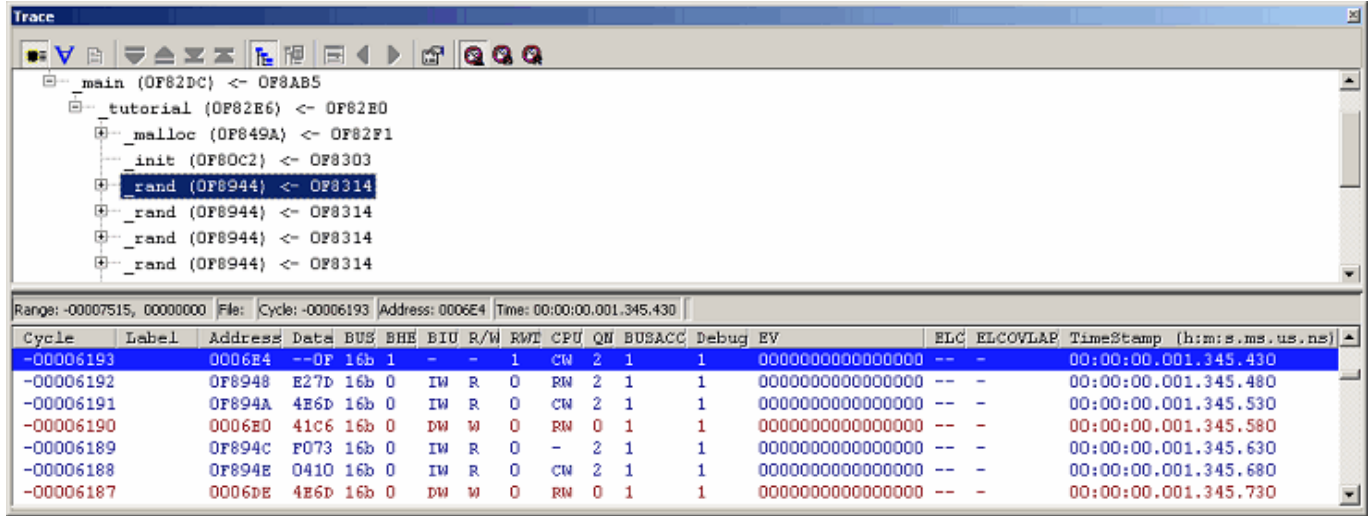 Trace
_main (0F82DC) <- 0F8AB5
_tutorial (0F82E6) <- 0F82E0
_malloc (0F849A) <- 0F82F1
_init (0F80C2) <- 0F8303
_rand (0F8944) <- 0F8314
_rand (0F8944) <- 0F8314
_rand (0F8944) <- 0F8314
_rand (0F8944) <- 0F8314
Range: -00007515, 00000000 File: Cycle: -00006193 Address: 0006E4 Time: 00:00:00.001.345.430
Cycle Label Address Data BUS BHE BIU R/W RWT CPU QN BUSACC Debug EV ELC ELCOVLAP TimeStamp (h:m:s.ms.us.ns)
-00006193 0006E4 --0F 16b 1 - - 1 CW 2 1 1 0000000000000000 -- - 00:00:00.001.345.430
-00006192 0F8948 E27D 16b 0 IW R 0 RW 2 1 1 0000000000000000 -- - 00:00:00.001.345.480
-00006191 0F894A 4E6D 16b 0 IW R 0 CW 2 1 1 0000000000000000 -- - 00:00:00.001.345.530
-00006190 0006E0 41C6 16b 0 DW W 0 RW 0 1 1 0000000000000000 -- - 00:00:00.001.345.580
-00006189 0F894C F073 16b 0 IW R 0 - 2 1 1 0000000000000000 -- - 00:00:00.001.345.630
-00006188 0F894E 0410 16b 0 IW R 0 CW 2 1 1 0000000000000000 -- - 00:00:00.001.345.680
-00006187 0006DE 4E6D 16b 0 DW W 0 RW 0 1 1 0000000000000000 -- - 00:00:00.001.345.730